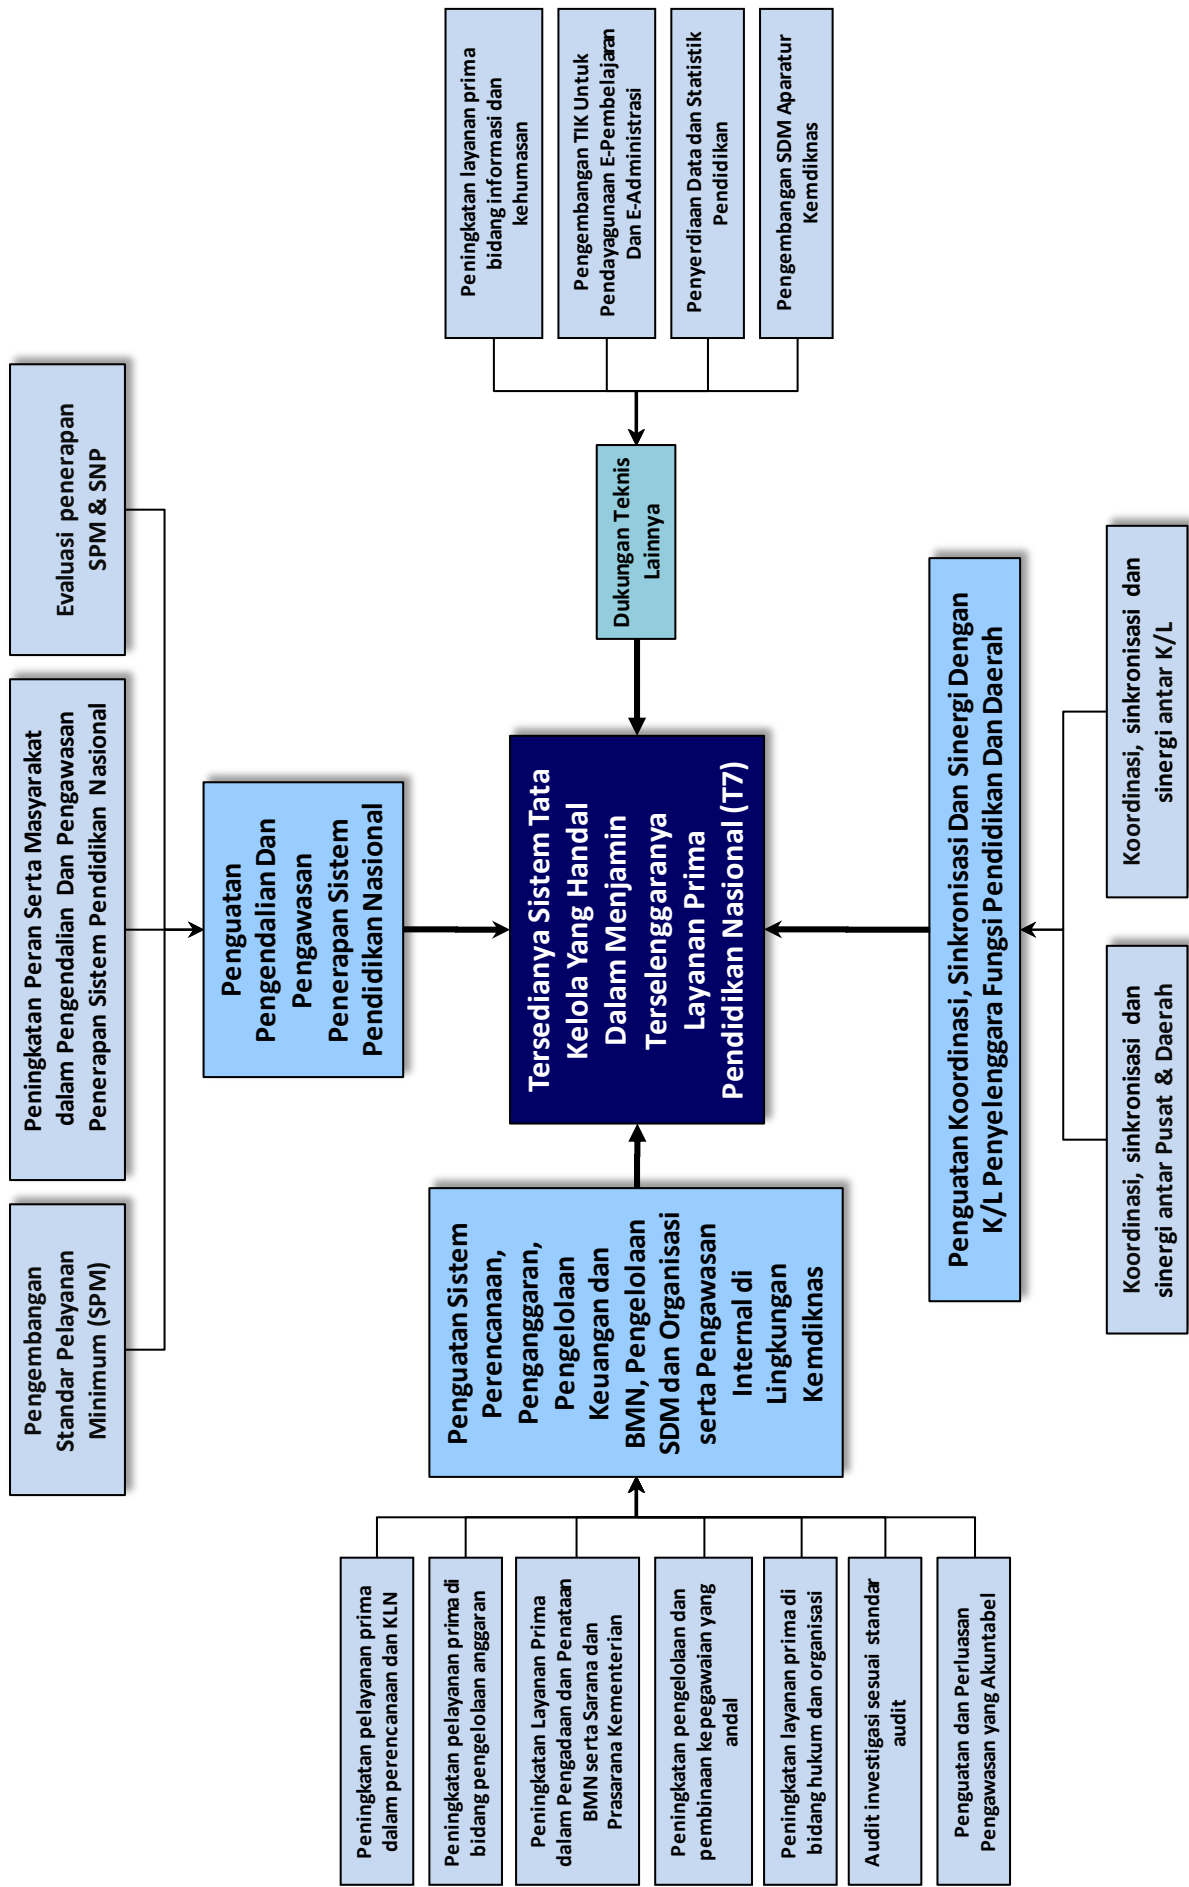 Pengembangan
Standar Pelayanan
Minimum (SPM)
Peningkatan Peran Serta Masyarakat
dalam Pengendalian Dan Pengawasan
Penerapan Sistem Pendidikan Nasional
Evaluasi penerapan
SPM & SNP
Penguatan
Pengendalian Dan
Pengawasan
Penerapan Sistem
Pendidikan Nasional
Peningkatan pelayanan prima
dalam perencanaan dan KLN
Peningkatan pelayanan prima di
bidang pengelolaan anggaran
Peningkatan Layanan Prima
dalam Pengadaan dan Penataan
BMN serta Sarana dan
Prasarana Kementerian
Peningkatan pengelolaan dan
pembinaan kepegawaian yang
andal
Peningkatan layanan prima di
bidang hukum dan organisasi
Audit investigasi sesuai standar
audit
Penguatan dan Perluasan
Pengawasan yang Akuntabel
Penguatan Sistem
Perencanaan,
Penganggaran,
Pengelolaan
Keuangan dan
BMN, Pengelolaan
SDM dan Organisasi
serta Pengawasan
Internal di
Lingkungan
Kemdiknas
Tersedianya Sistem Tata
Kelola Yang Handal
Dalam Menjamin
Terselenggaranya
Layanan Prima
Pendidikan Nasional (T7)
Dukungan Teknis
Lainnya
Peningkatan layanan prima
bidang informasi dan
kehumasan
Pengembangan TIK Untuk
Pendayagunaan E-Pembelajaran
Dan E-Administrasi
Penyerdiaan Data dan Statistik
Pendidikan
Pengembangan SDM Aparatur
Kemdiknas
Penguatan Koordinasi, Sinkronisasi Dan Sinergi Dengan
K/L Penyelenggara Fungsi Pendidikan Dan Daerah
Koordinasi, sinkronisasi dan
sinergi antar Pusat & Daerah
Koordinasi, sinkronisasi dan
sinergi antar K/L